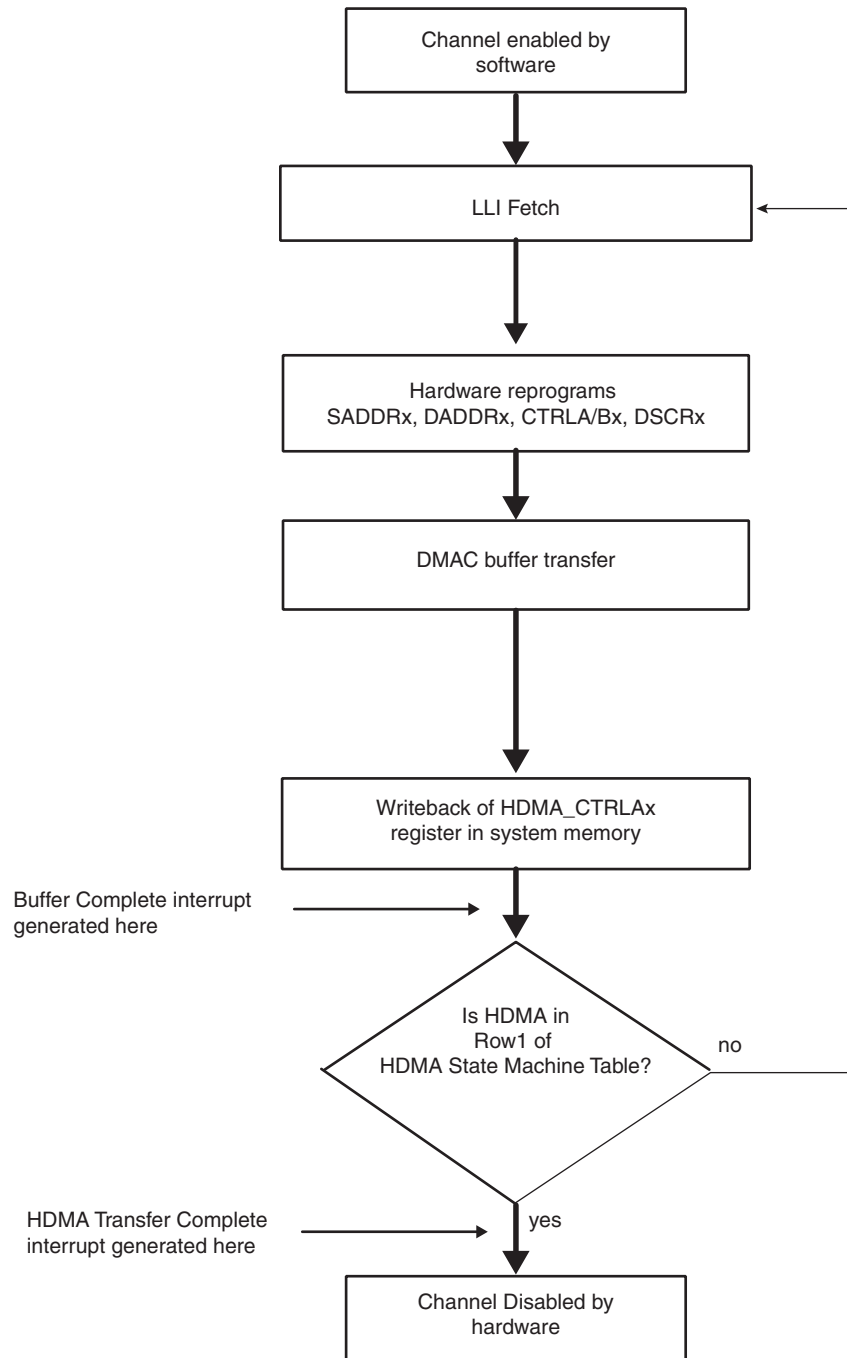 Channel enabled by
software
LLI Fetch
Hardware reprograms
SADDRx, DADDRx, CTRLA/Bx, DSCRx
DMAC buffer transfer
Writeback of HDMA_CTRLAx
register in system memory
Buffer Complete interrupt
generated here
Is HDMA in
Row1 of
HDMA State Machine Table?
no
HDMA Transfer Complete
interrupt generated here
yes
Channel Disabled by
hardware